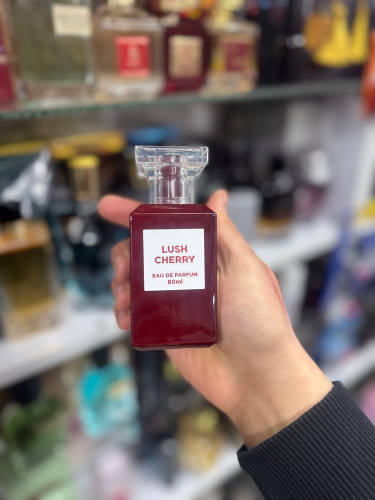 LUSH
CHERRY
EAU DE PARFUM
80ml